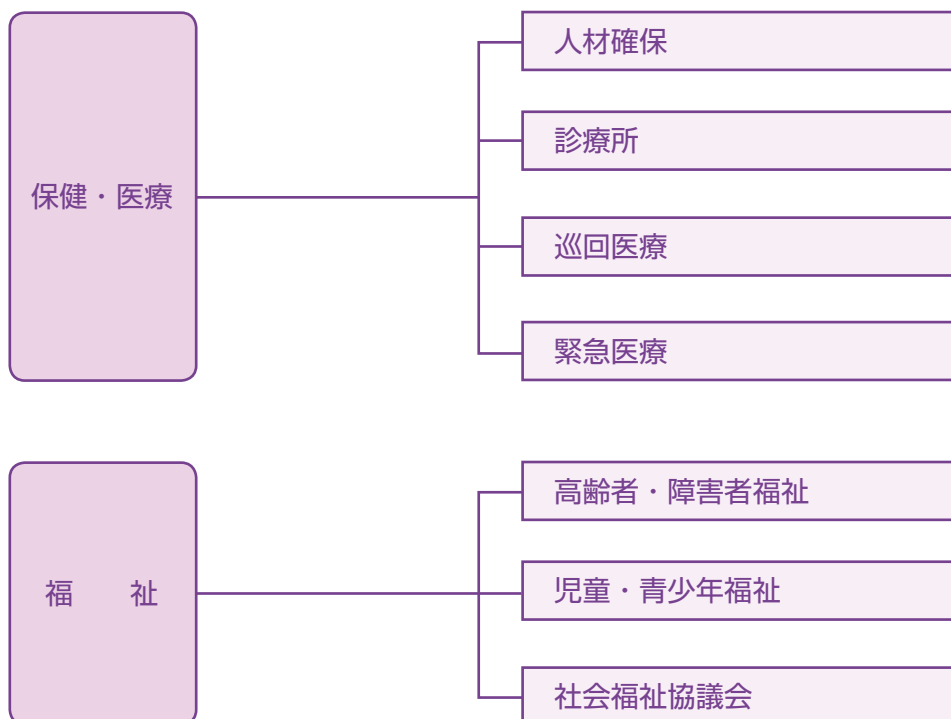 保健・医療
人材確保
診療所
巡回医療
緊急医療
福　　祉
高齢者・障害者福祉
児童・青少年福祉
社会福祉協議会